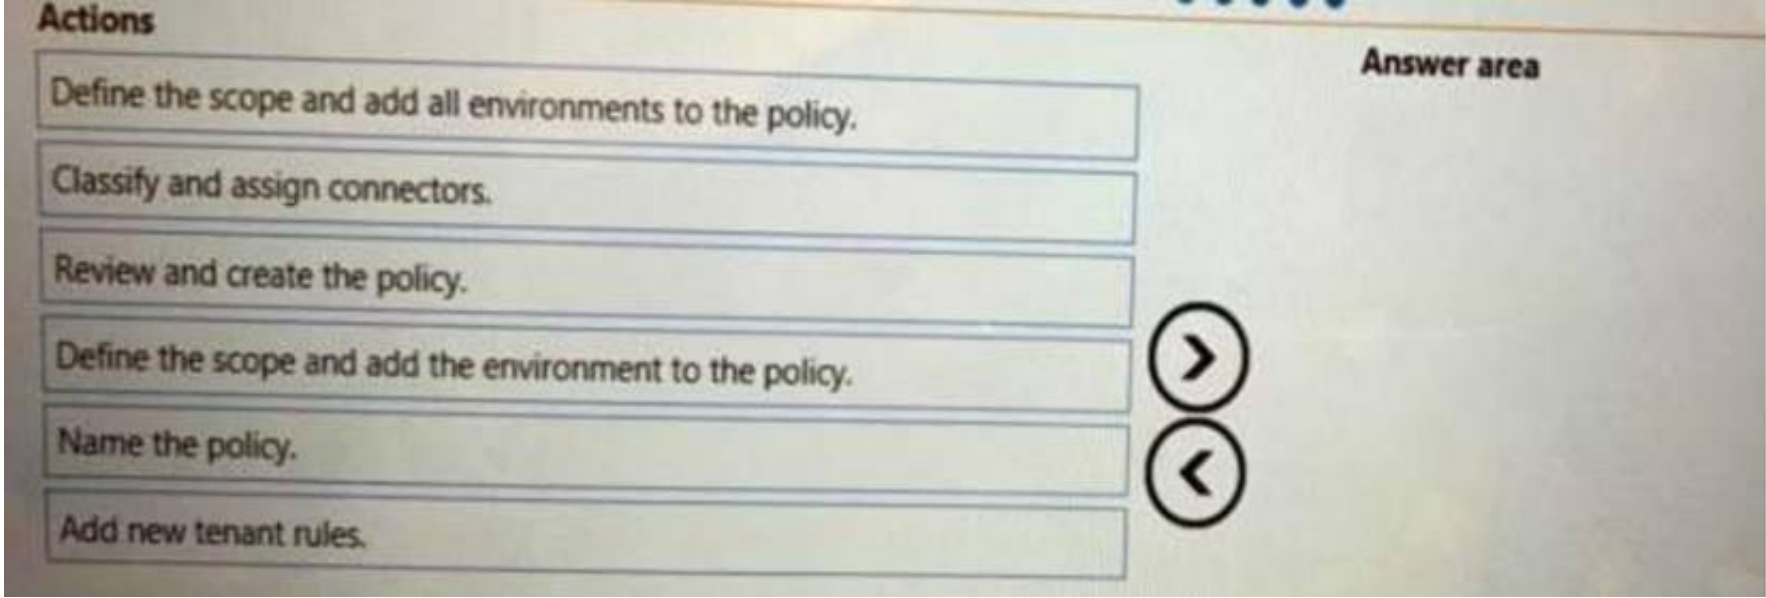 Actions
Answer area
Define the scope and add all environments to the policy.
Classify and assign connectors.
Review and create the policy.
Define the scope and add the environment to the policy.
Name the policy.
Add new tenant rules.